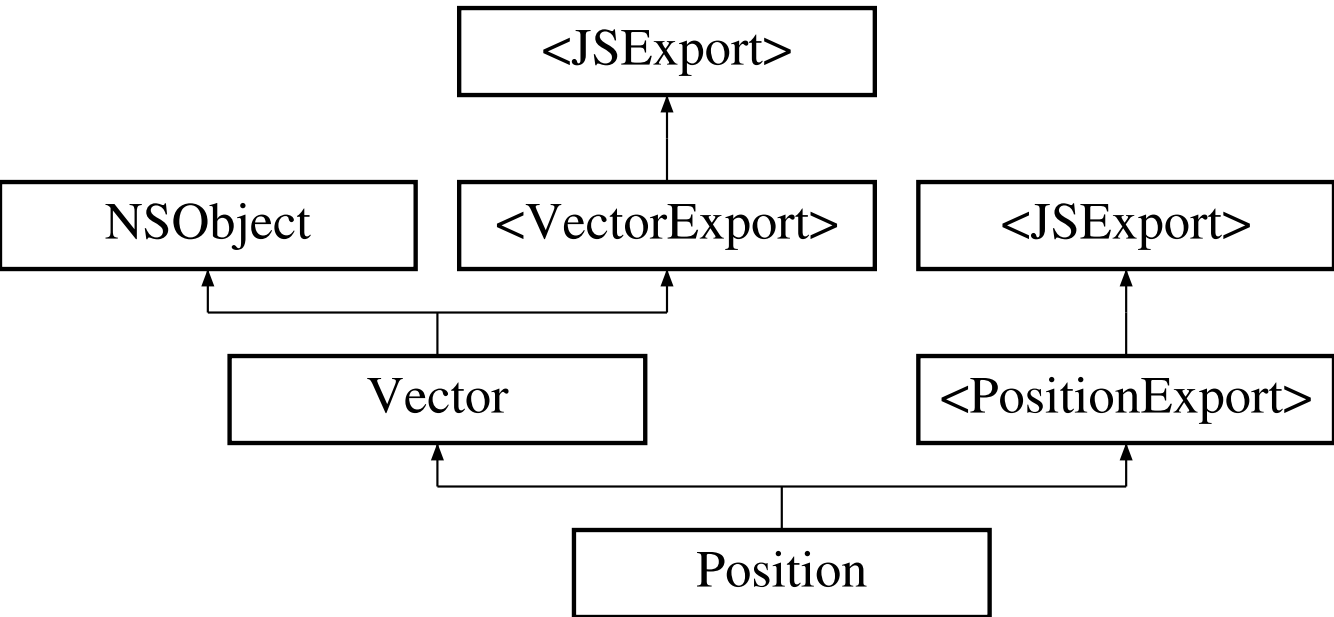 <JSExport>
NSObject
<VectorExport>
<JSExport>
Vector
<PositionExport>
Position